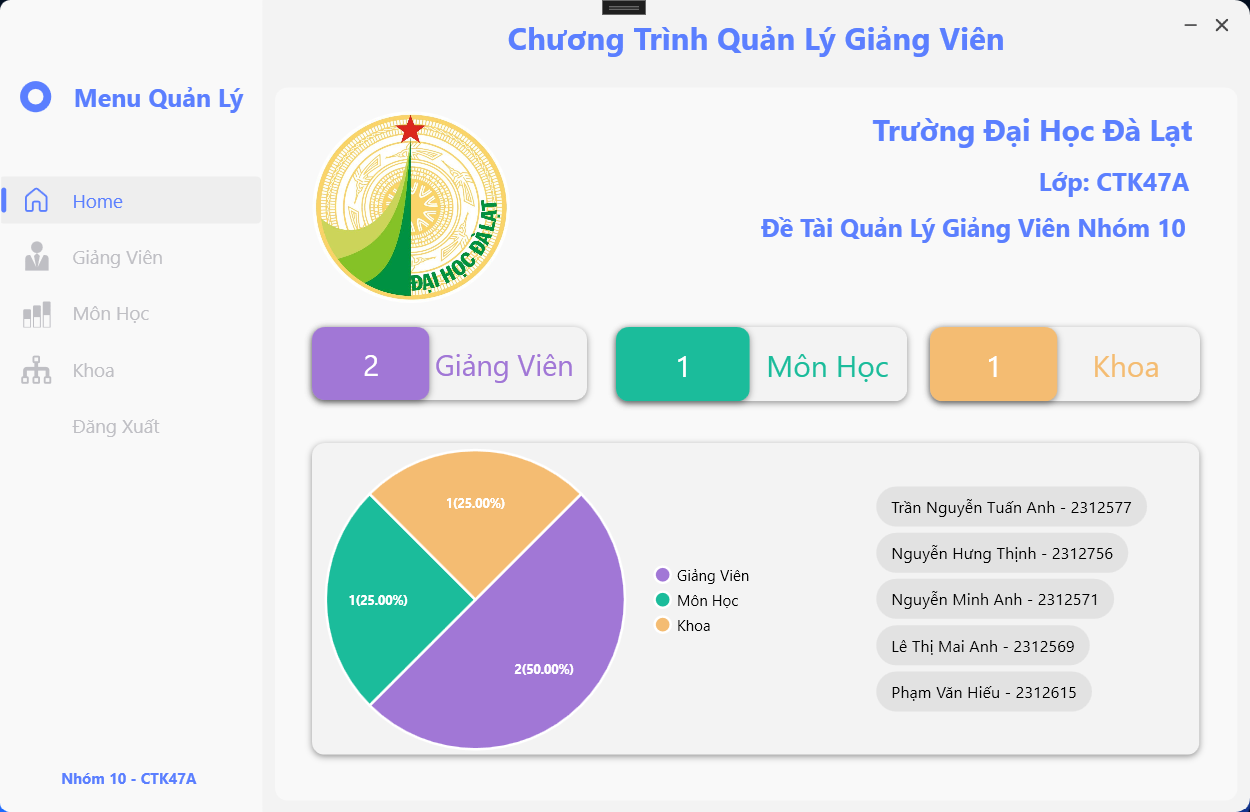 Chương Trình Quản Lý Giảng Viên
Menu Quản Lý
Home
Giảng Viên
Môn Học
Khoa
Đăng Xuất
Nhóm 10 - CTK47A
ĐẠI HỌC ĐÀ LẠT
Trường Đại Học Đà Lạt
Lớp: CTK47A
Đề Tài Quản Lý Giảng Viên Nhóm 10
2 Giảng Viên
1 Môn Học
1 Khoa
1(25.00%)
1(25.00%)
2(50.00%)
Giảng Viên
Môn Học
Khoa
Trần Nguyễn Tuấn Anh - 2312577
Nguyễn Hưng Thịnh - 2312756
Nguyễn Minh Anh - 2312571
Lê Thị Mai Anh - 2312569
Phạm Văn Hiếu - 2312615